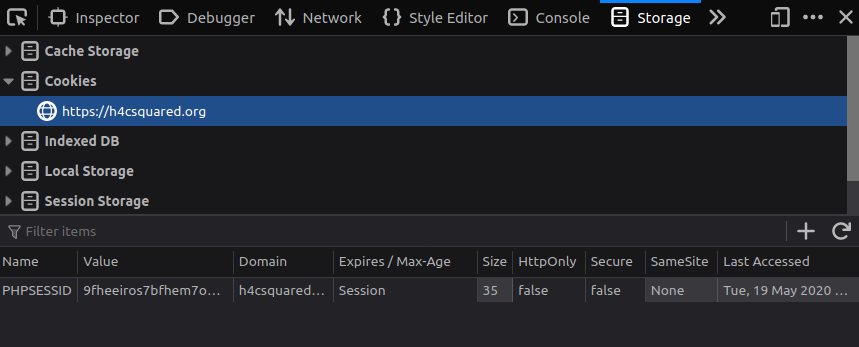 Inspector Debugger Network Style Editor Console Storage
Cache Storage
Cookies
https://h4csquared.org
Indexed DB
Local Storage
Session Storage
Filter items
Name Value Domain Expires / Max-Age Size HttpOnly Secure SameSite Last Accessed
PHPSESSID 9fheeiros7bfhem7o... h4csquared... Session 35 false false None Tue, 19 May 2020 ...